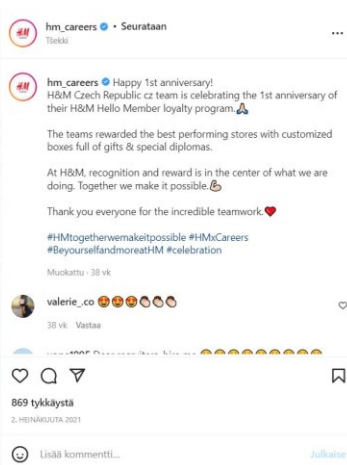 hm_careers • Seurataan
Tšekki
hm_careers Happy 1st anniversary!
H&M Czech Republic cz team is celebrating the 1st anniversary of
their H&M Hello Member loyalty program.🙏
The teams rewarded the best performing stores with customized
boxes full of gifts & special diplomas.
At H&M, recognition and reward is in the center of what we are
doing. Together we make it possible.💪
Thank you everyone for the incredible teamwork.❤️
#HMtogetherwemakeitpossible #HMxCareers
#BeyourselfandmoreatHM #celebration
Muokattu · 38 vk
valerie_.co 😍😍😍👏👏👏
38 vk Vastaa
869 tykkäystä
2. HEINÄKUUTA 2021
Lisää kommentti...
Julkaise